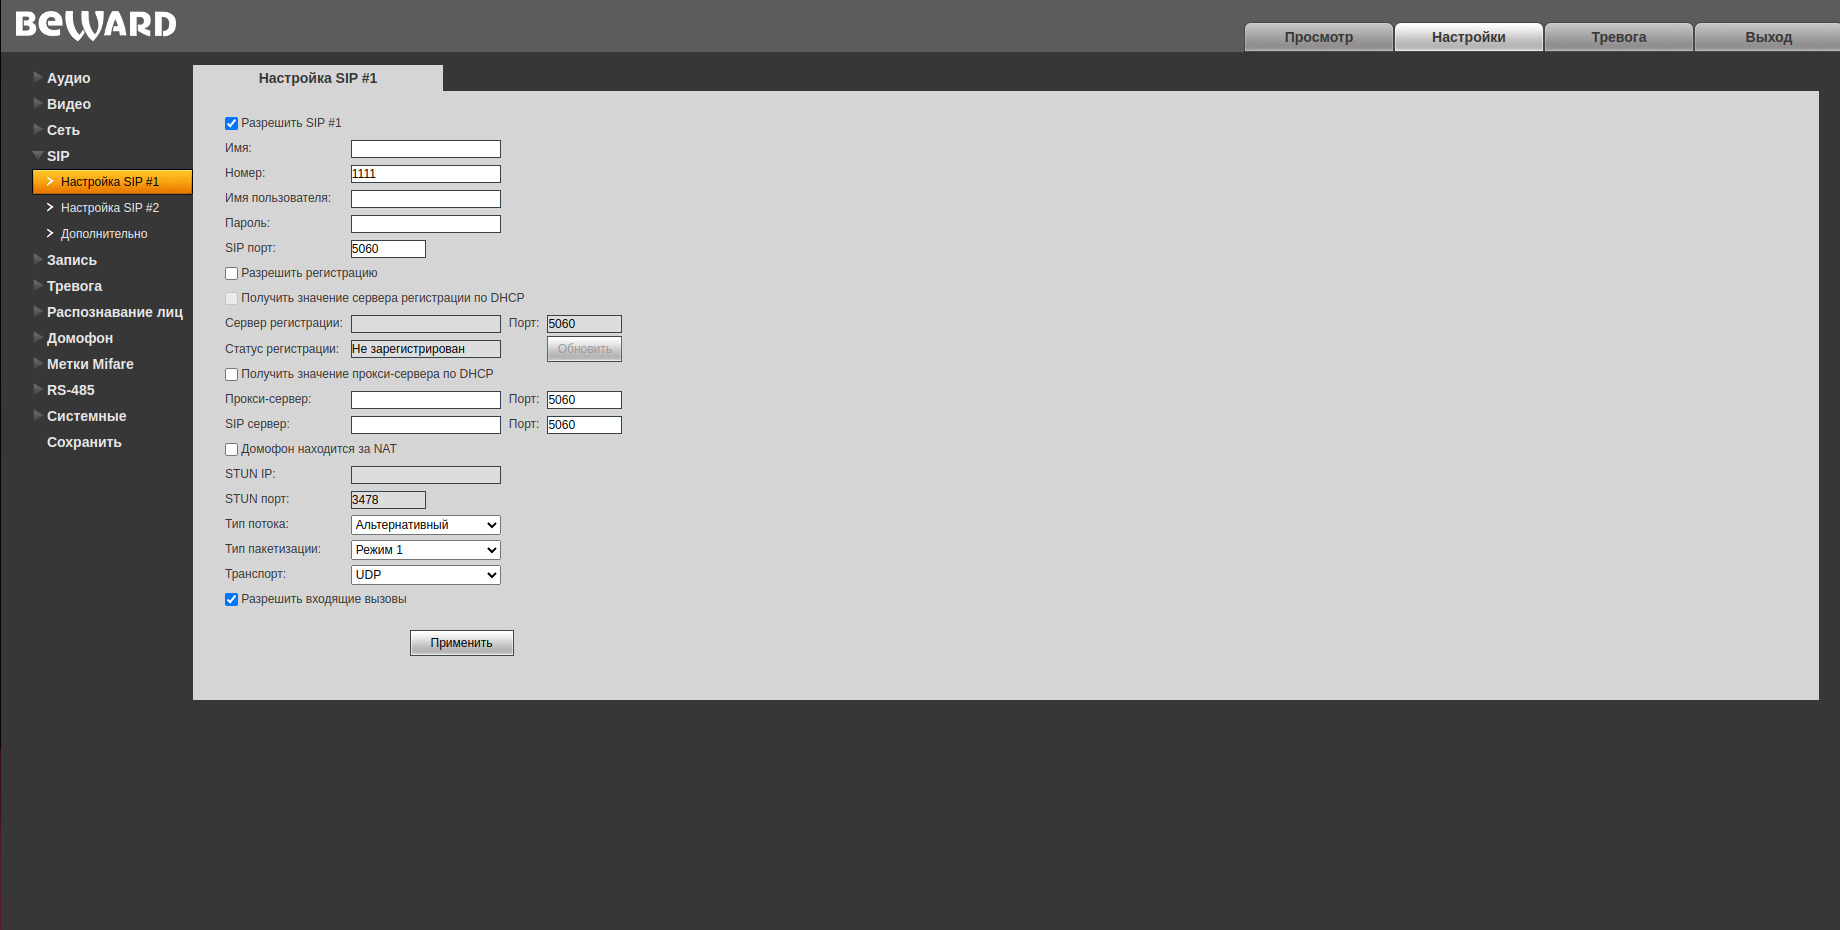 BEWARD
Просмотр
Настройки
Тревога
Выход
Аудио
Видео
Сеть
SIP
Настройка SIP #1
Настройка SIP #2
Дополнительно
Запись
Тревога
Распознавание лиц
Домофон
Метки Mifare
RS-485
Системные
Сохранить
Настройка SIP #1
Разрешить SIP #1
Имя:
Номер: 1111
Имя пользователя:
Пароль:
SIP порт: 5060
Разрешить регистрацию
Получить значение сервера регистрации по DHCP
Сервер регистрации: Порт: 5060
Статус регистрации: Не зарегистрирован Обновить
Получить значение прокси-сервера по DHCP
Прокси-сервер: Порт: 5060
SIP сервер: Порт: 5060
Домофон находится за NAT
STUN IP:
STUN порт: 3478
Тип потока: Альтернативный
Тип пакетизации: Режим 1
Транспорт: UDP
Разрешить входящие вызовы
Применить